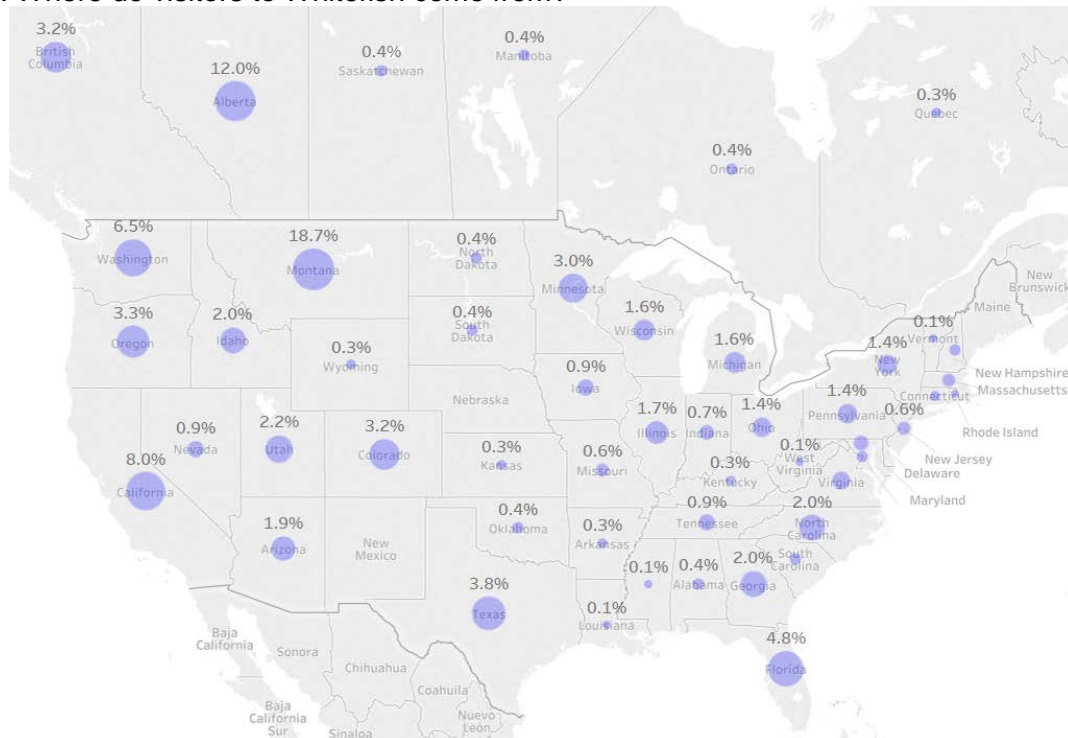 . Where do visitors to Whitefish come from?
3.2%
British
Columbia
12.0%
Alberta
0.4%
Saskatchewan
0.4%
Manitoba
0.3%
Quebec
0.4%
Ontario
6.5%
Washington
18.7%
Montana
0.4%
North
Dakota
3.0%
Minnesota
New
Brunswick
Maine
3.3%
Oregon
2.0%
Idaho
0.3%
Wyoming
0.4%
South
Dakota
1.6%
Wisconsin
1.6%
Michigan
0.1%
Vermont
1.4%
New
York
New Hampshire
Massachusetts
Connecticut
Rhode Island
0.9%
Iowa
Nebraska
0.9%
Nevada
2.2%
Utah
3.2%
Colorado
0.3%
Kansas
0.6%
Missouri
1.7%
Illinois
0.7%
Indiana
1.4%
Ohio
1.4%
Pennsylvania
0.6%
New Jersey
Delaware
Maryland
0.1%
West
Virginia
Virginia
8.0%
California
1.9%
Arizona
New
Mexico
0.4%
Oklahoma
0.3%
Arkansas
0.3%
Kentucky
0.9%
Tennessee
2.0%
North
Carolina
South
Carolina
3.8%
Texas
0.1%
Louisiana
0.1%
0.4%
Alabama
2.0%
Georgia
4.8%
Florida
Baja
California
Sonora
Chihuahua
Coahuila
Baja
California
Sur
Sinaloa
Nuevo
León